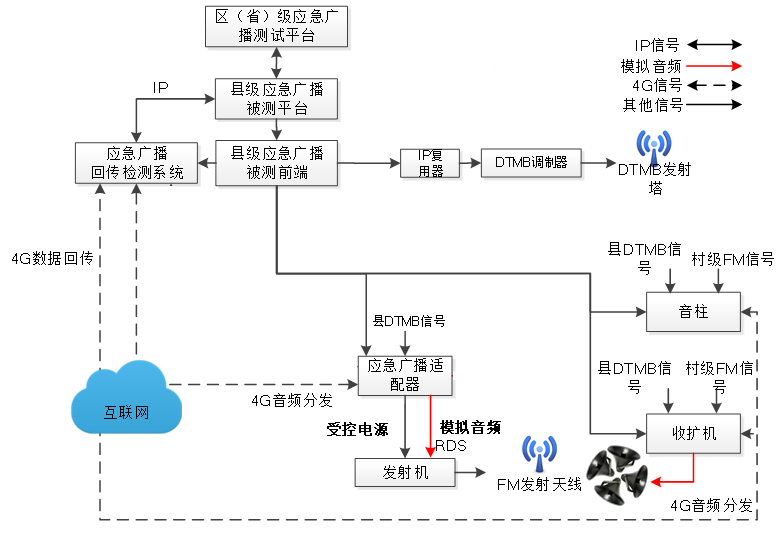 区（省）级应急广
播测试平台
IP信号
模拟音频
4G信号
其他信号
IP
县级应急广播
被测平台
应急广播
回传检测系统
县级应急广播
被测前端
IP复
用器
DTMB调制器
DTMB发射
塔
4G数据回传
县DTMB信
号
村级FM信号
音柱
县DTMB信号
应急广播适
配器
县DTMB信
号
村级FM信
号
互联网
4G音频分发
受控电源
模拟音频
RDS
收扩机
发射机
FM发射天线
4G音频分发